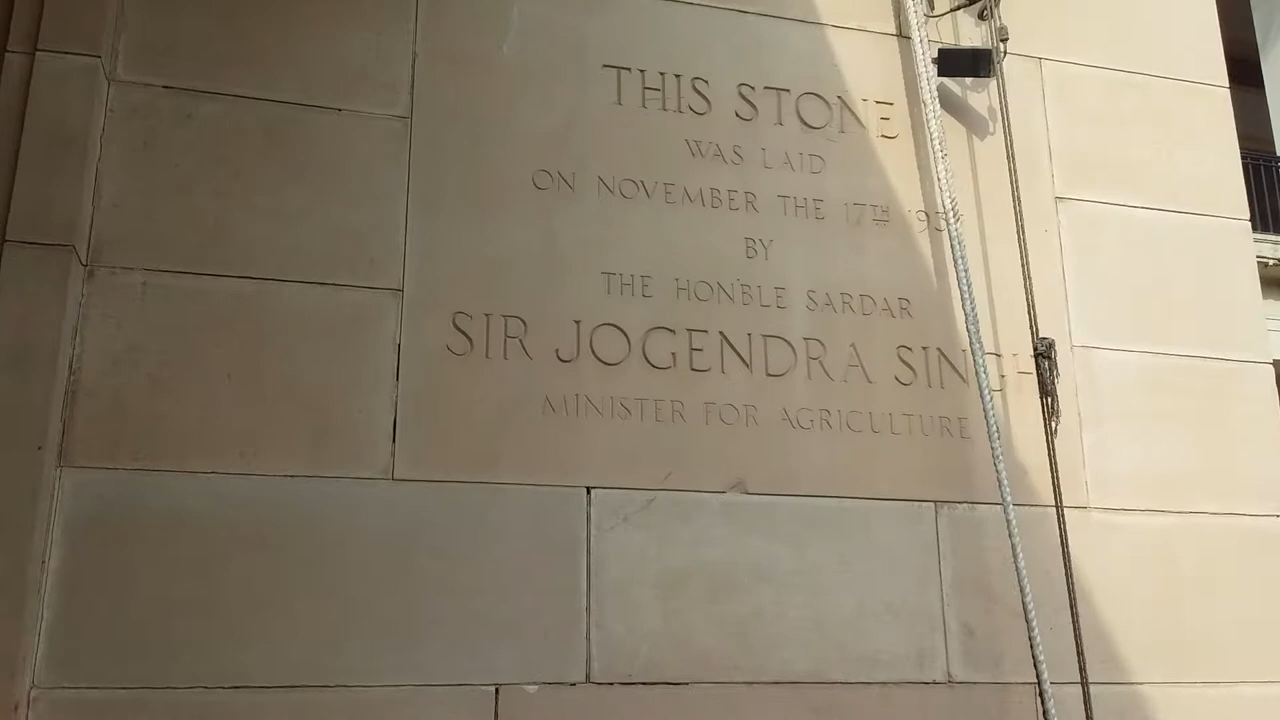 THIS STONE
WAS LAID
ON NOVEMBER THE 17TH
BY
THE HON'BLE SARDAR
SIR JOGENDRA SINGH
MINISTER FOR AGRICULTURE